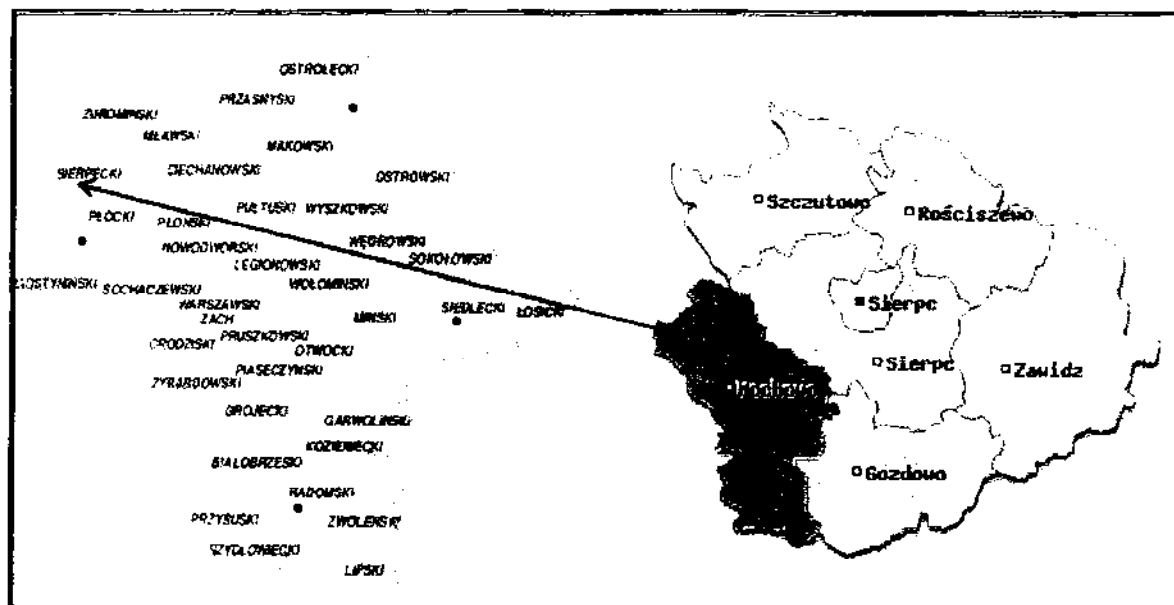 OSTROŁĘCKI
PRZASNYSKI
ŻUROMIŃSKI
MŁAWSKI
MAKOWSKI
SIERPECKI
CIECHANOWSKI
OSTROWSKI
PŁOCKI
PŁOŃSKI
PUŁTUSKI
WYSZKOWSKI
NOWODWORSKI
WĘGROWSKI
LEGIONOWSKI
SOKOŁOWSKI
SOCHACZEWSKI
WOŁOMIŃSKI
WARSZAWSKI
ZACH
MIŃSKI
SIEDLECKI
ŁOSICKI
GRODZISKI
PRUSZKOWSKI
OTWOCKI
PIASECZYŃSKI
ŻYRARDOWSKI
GRÓJECKI
GARWOLIŃSKI
KOZIENICKI
BIAŁOBRZESKI
RADOMSKI
PRZYSUSKI
ZWOLEŃSKI
SZYDŁOWIECKI
LIPSKI
Szczutowo
Rościszewo
Sierpc
Sierpc
Zawidz
Mochowo
Gozdowo